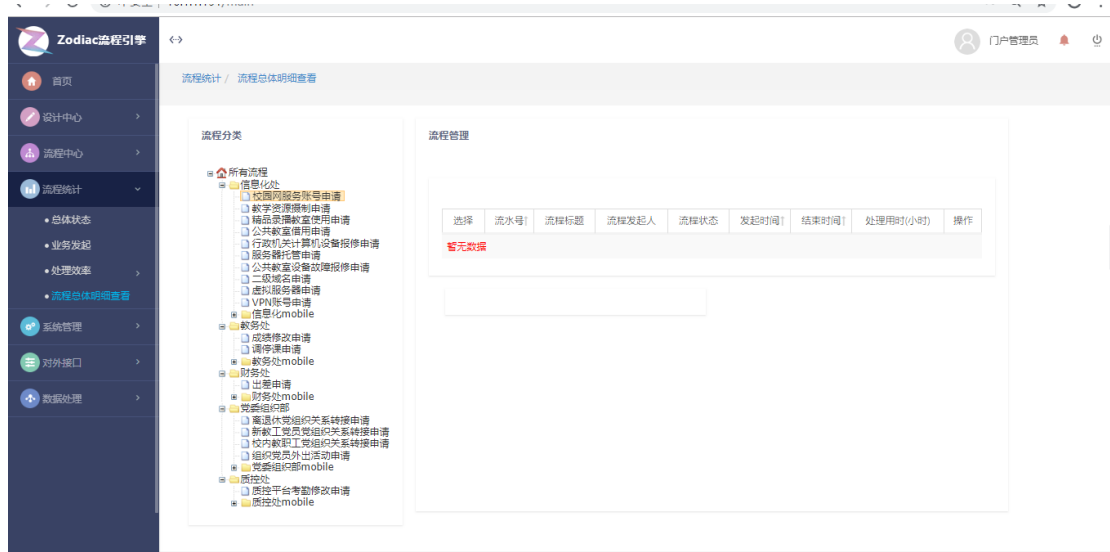 Zodiac流程引擎
门户管理员
首页
设计中心
流程中心
流程统计
• 总体状态
• 业务发起
• 处理效率
• 流程总体明细查看
系统管理
对外接口
数据处理
流程统计 / 流程总体明细查看
流程分类
所有流程
信息化处
校园网服务账号申请
教学资源摄制申请
精品录播教室使用申请
公共教室借用申请
行政机关计算机设备报修申请
服务器托管申请
公共教室设备故障报修申请
二级域名申请
虚拟服务器申请
VPN账号申请
信息化mobile
教务处
成绩修改申请
调停课申请
教务处mobile
财务处
出差申请
财务处mobile
党委组织部
离退休党组织关系转接申请
新教工党员党组织关系转接申请
校内教职工党组织关系转接申请
组织党员外出活动申请
党委组织部mobile
质控处
质控平台考勤修改申请
质控处mobile
流程管理
选择 流水号 流程标题 流程发起人 流程状态 发起时间 结束时间 处理用时(小时) 操作
暂无数据